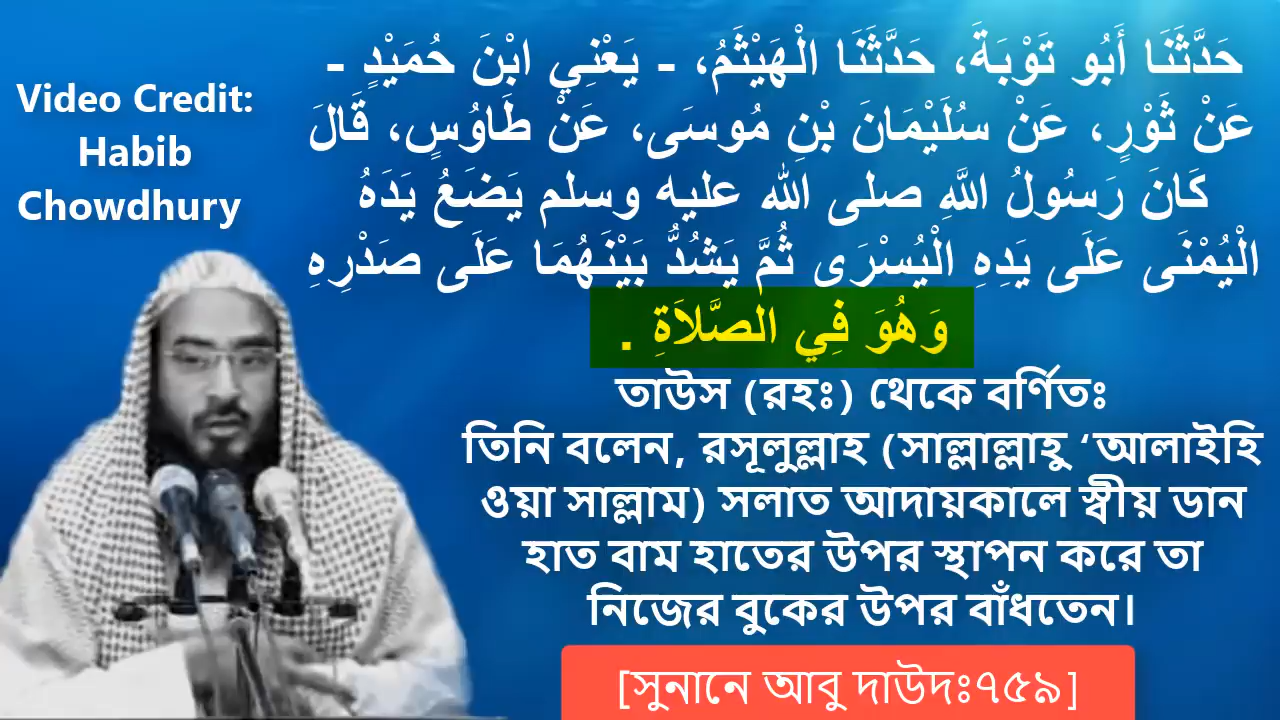 Video Credit:
Habib
Chowdhury
حَدَّثَنَا أَبُو تَوْبَةَ، حَدَّثَنَا الْهَيْثَمُ، - يَعْنِي ابْنَ حُمَيْدٍ -
عَنْ ثَوْرٍ، عَنْ سُلَيْمَانَ بْنِ مُوسَى، عَنْ طَاوُسٍ، قَالَ
كَانَ رَسُولُ اللَّهِ صلى الله عليه وسلم يَضَعُ يَدَهُ
الْيُمْنَى عَلَى يَدِهِ الْيُسْرَى ثُمَّ يَشُدُّ بَيْنَهُمَا عَلَى صَدْرِهِ
وَهُوَ فِي الصَّلاَةِ .
তাউস (রহঃ) থেকে বর্ণিতঃ
তিনি বলেন, রসূলুল্লাহ (সাল্লাল্লাহু ‘আলাইহি
ওয়া সাল্লাম) সলাত আদায়কালে স্বীয় ডান
হাত বাম হাতের উপর স্থাপন করে তা
নিজের বুকের উপর বাঁধতেন।
[সুনানে আবু দাউদঃ৭৫৯]